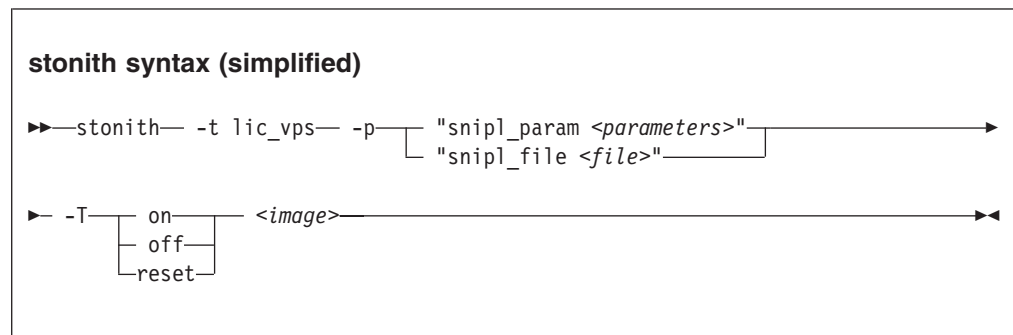 stonith syntax (simplified)
stonith -t lic_vps -p "snipl_param <parameters>"
"snipl_file <file>"
-T on <image>
off
reset